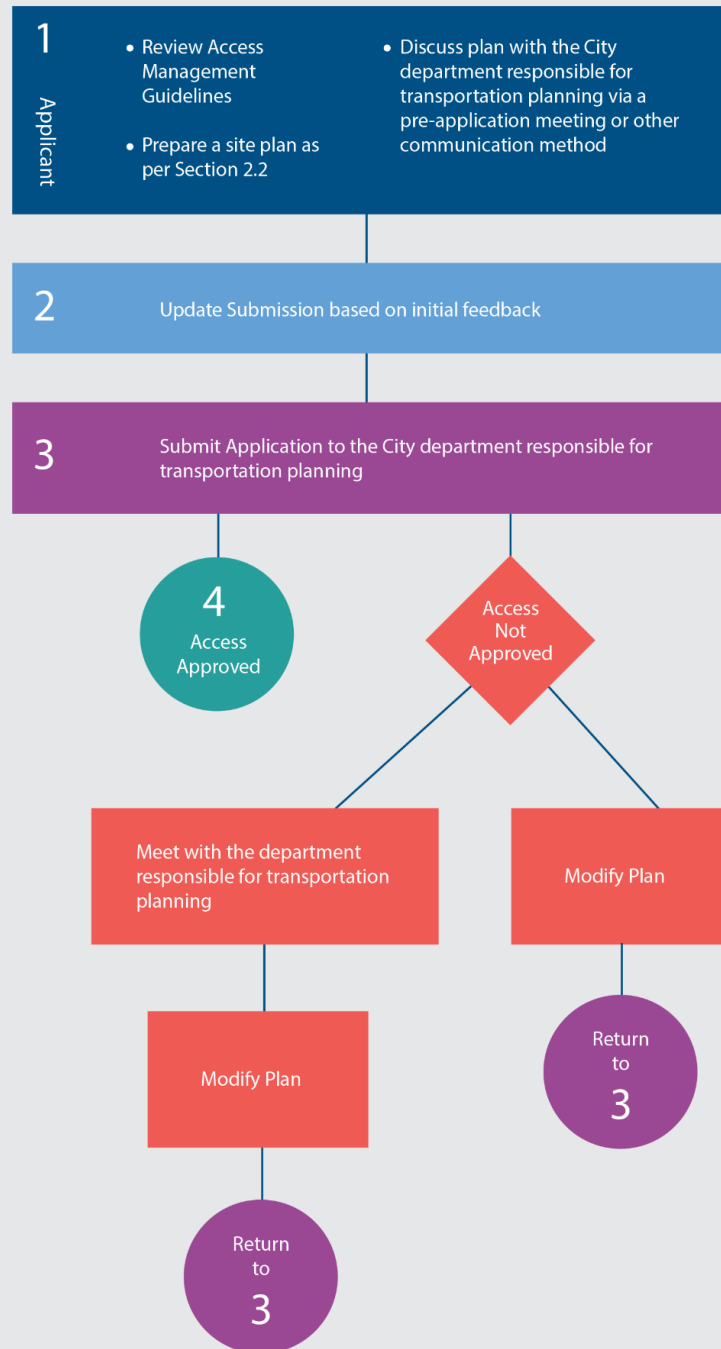 1
Applicant
• Review Access
Management
Guidelines
• Prepare a site plan as
per Section 2.2
• Discuss plan with the City
department responsible for
transportation planning via a
pre-application meeting or other
communication method
2
Update Submission based on initial feedback
3
Submit Application to the City department responsible for
transportation planning
4
Access
Approved
Access
Not
Approved
Meet with the department
responsible for transportation
planning
Modify Plan
Modify Plan
Return
to
3
Return
to
3